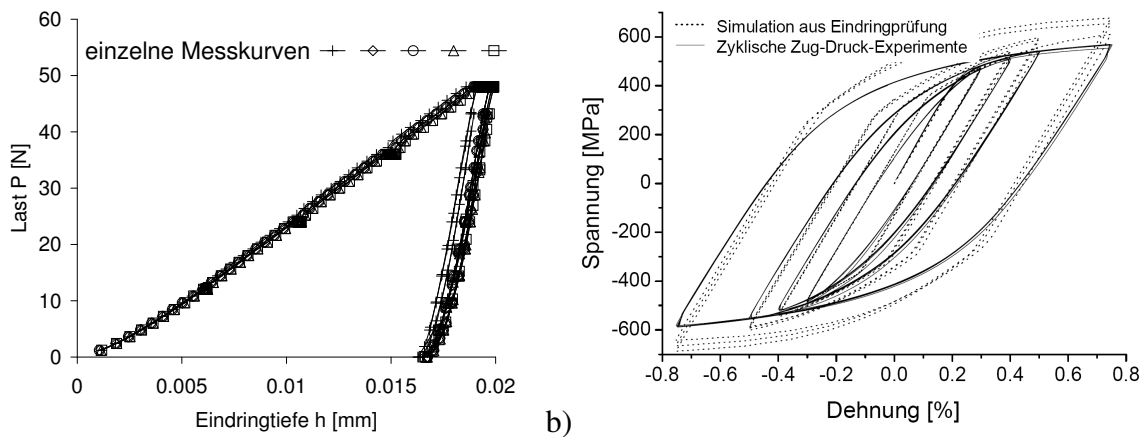 einzelne Messkurven
60
50
40
30
20
10
0
Last P [N]
0
0.005
0.01
0.015
0.02
Eindringtiefe h [mm]
b)
Simulation aus Eindringprüfung
Zyklische Zug-Druck-Experimente
600
400
200
0
-200
-400
-600
Spannung [MPa]
-0.8 -0.6 -0.4 -0.2 0.0 0.2 0.4 0.6 0.8
Dehnung [%]